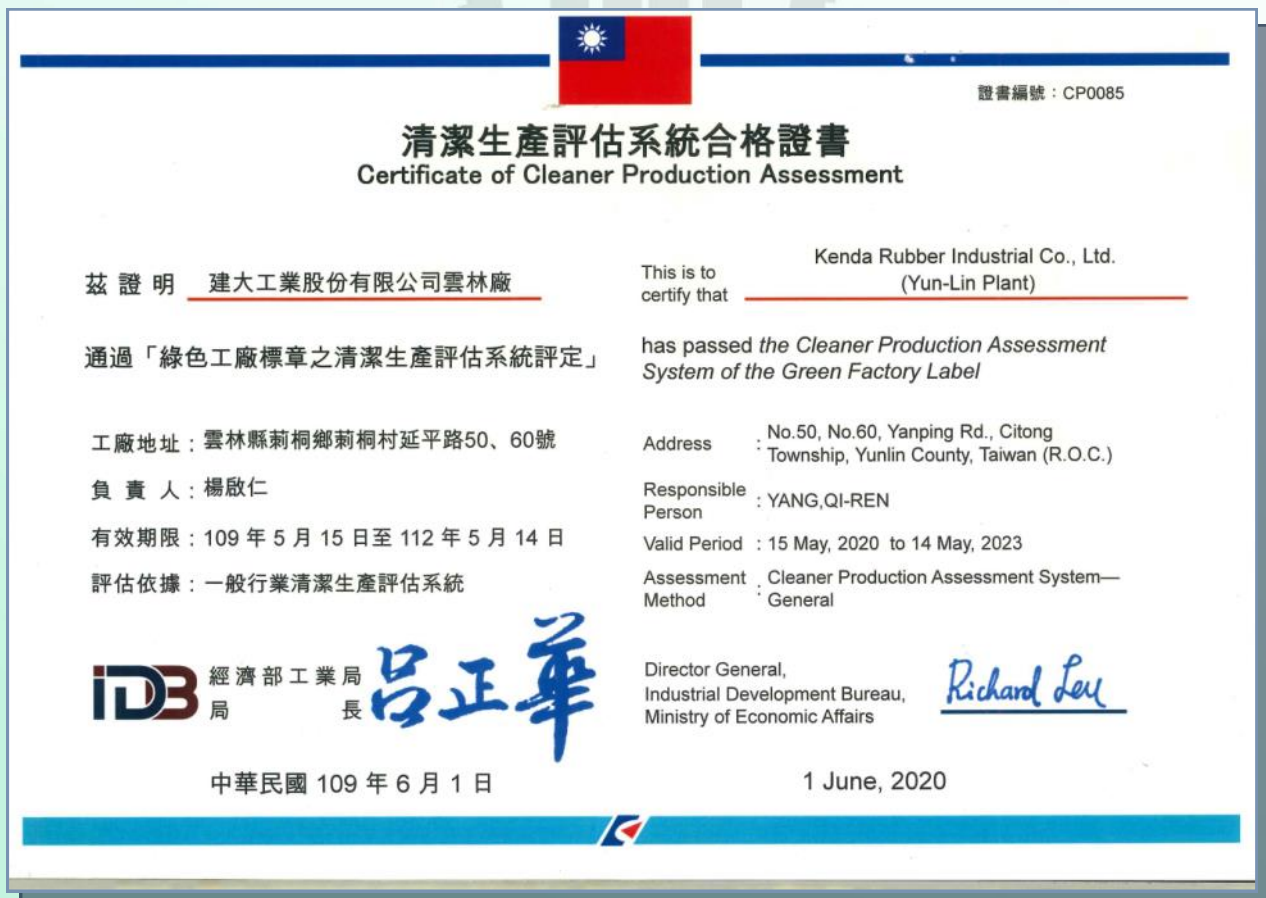 證書編號：CP0085
清潔生產評估系統合格證書
Certificate of Cleaner Production Assessment
茲證明 建大工業股份有限公司雲林廠
通過「綠色工廠標章之清潔生產評估系統評定」
工廠地址：雲林縣莿桐鄉莿桐村延平路50、60號
負責人：楊啟仁
有效期限：109年5月15日至112年5月14日
評估依據：一般行業清潔生產評估系統
IDB 經濟部工業局
局長 呂正華
中華民國109年6月1日
This is to
certify that
Kenda Rubber Industrial Co., Ltd.
(Yun-Lin Plant)
has passed the Cleaner Production Assessment
System of the Green Factory Label
Address : No.50, No.60, Yanping Rd., Citong
Township, Yunlin County, Taiwan (R.O.C.)
Responsible
Person : YANG,QI-REN
Valid Period : 15 May, 2020 to 14 May, 2023
Assessment
Method : Cleaner Production Assessment System—
General
Director General,
Industrial Development Bureau,
Ministry of Economic Affairs
Richard Leu
1 June, 2020